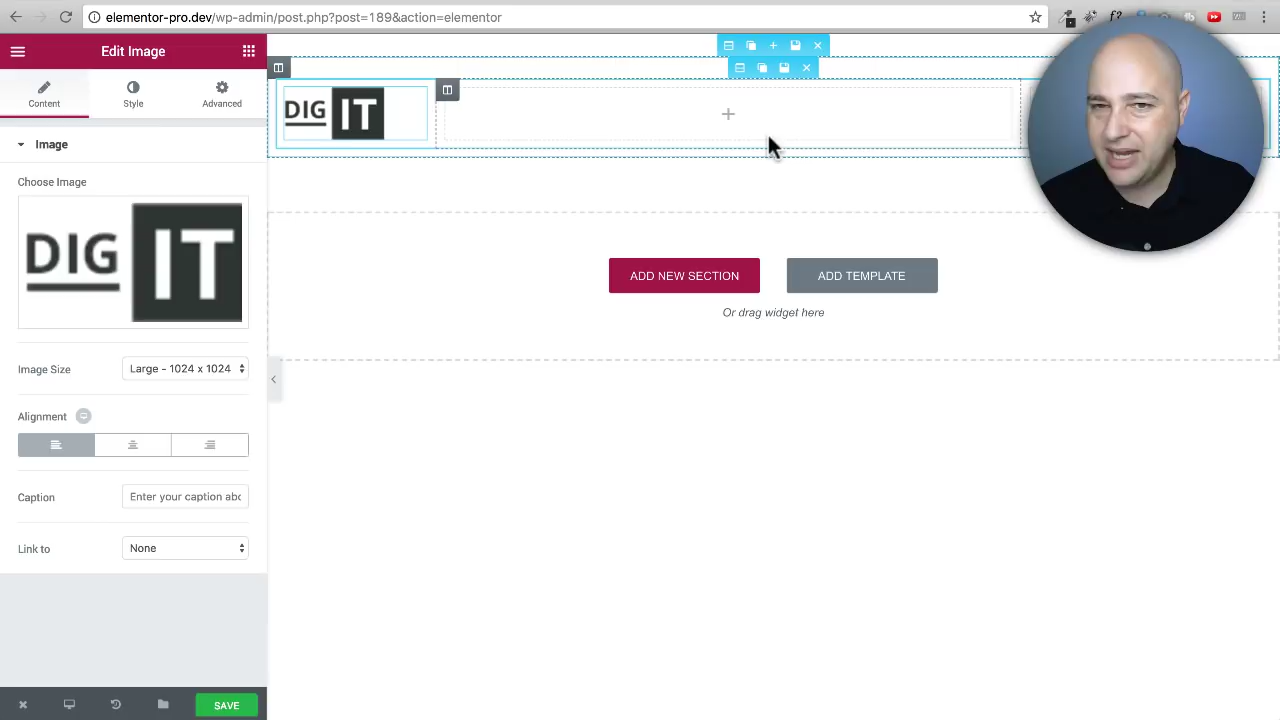 elementor-pro.dev/wp-admin/post.php?post=189&action=elementor
f?
Edit Image
Content
Style
Advanced
Image
Choose Image
DIG IT
Image Size
Large - 1024 x 1024
Alignment
Caption
Enter your caption abo
Link to
None
SAVE
DIG IT
ADD NEW SECTION
ADD TEMPLATE
Or drag widget here